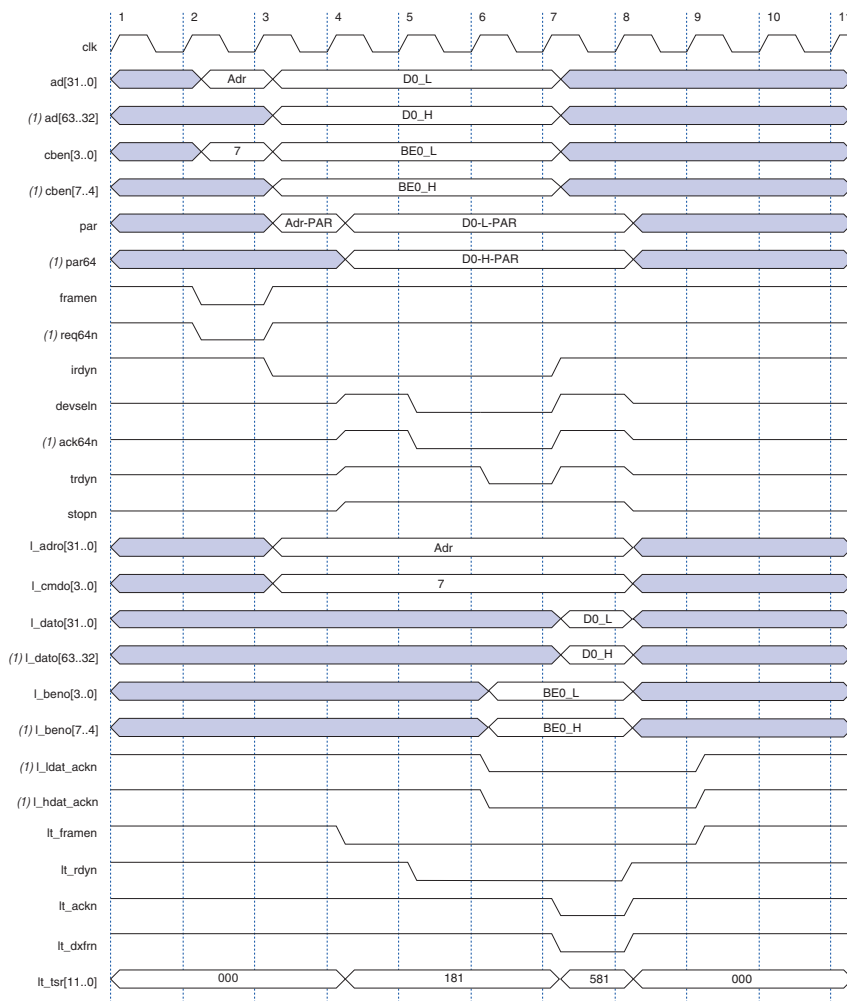 1 2 3 4 5 6 7 8 9 10 11
clk
ad[31..0] Adr D0_L
(1) ad[63..32] D0_H
cben[3..0] 7 BE0_L
(1) cben[7..4] BE0_H
par Adr-PAR D0-L-PAR
(1) par64 D0-H-PAR
framen
(1) req64n
irdyn
devseln
(1) ack64n
trdyn
stopn
l_adro[31..0] Adr
l_cmdo[3..0] 7
l_dato[31..0] D0_L
(1) l_dato[63..32] D0_H
l_beno[3..0] BE0_L
(1) l_beno[7..4] BE0_H
(1) l_ldat_ackn
(1) l_hdat_ackn
lt_framen
lt_rdyn
lt_ackn
lt_dxfrn
lt_tsr[11..0] 000 181 581 000